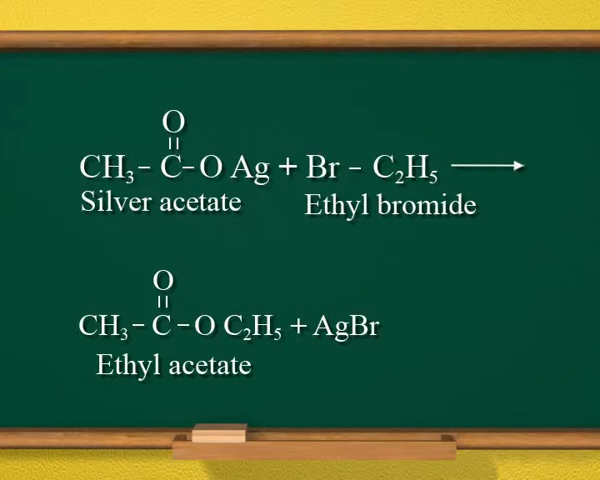 O
||
CH₃– C–O Ag + Br – C₂H₅ ⟶
Silver acetate Ethyl bromide
O
||
CH₃– C –O C₂H₅ + AgBr
Ethyl acetate